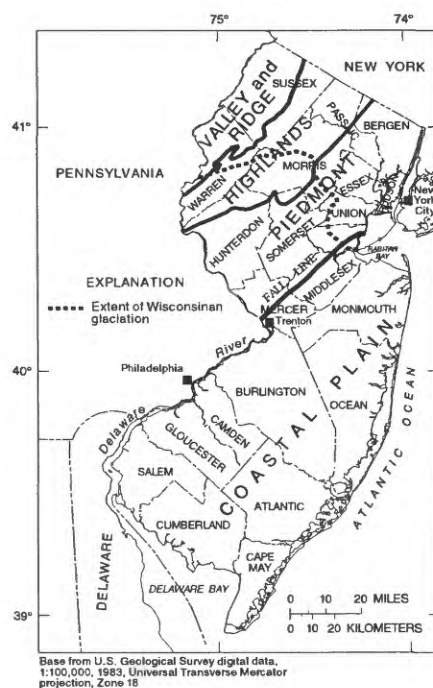 75°
74°
NEW YORK
SUSSEX
VALLEY and
RIDGE
PASSAIC
41°
BERGEN
HIGHLANDS
PENNSYLVANIA
MORRIS
WARREN
PIEDMONT
ESSEX
HUDSON
New
York
City
UNION
HUNTERDON
SOMERSET
RARITAN
BAY
EXPLANATION
Extent of Wisconsinan
glaciation
FALL LINE
MIDDLESEX
MERCER
MONMOUTH
Trenton
River
Philadelphia
40°
BURLINGTON
OCEAN
Delaware
CAMDEN
GLOUCESTER
COASTAL PLAIN
ATLANTIC OCEAN
SALEM
ATLANTIC
CUMBERLAND
CAPE
MAY
DELAWARE
DELAWARE BAY
0 10 20 MILES
0 10 20 KILOMETERS
39°
Base from U.S. Geological Survey digital data,
1:100,000, 1983, Universal Transverse Mercator
projection, Zone 18